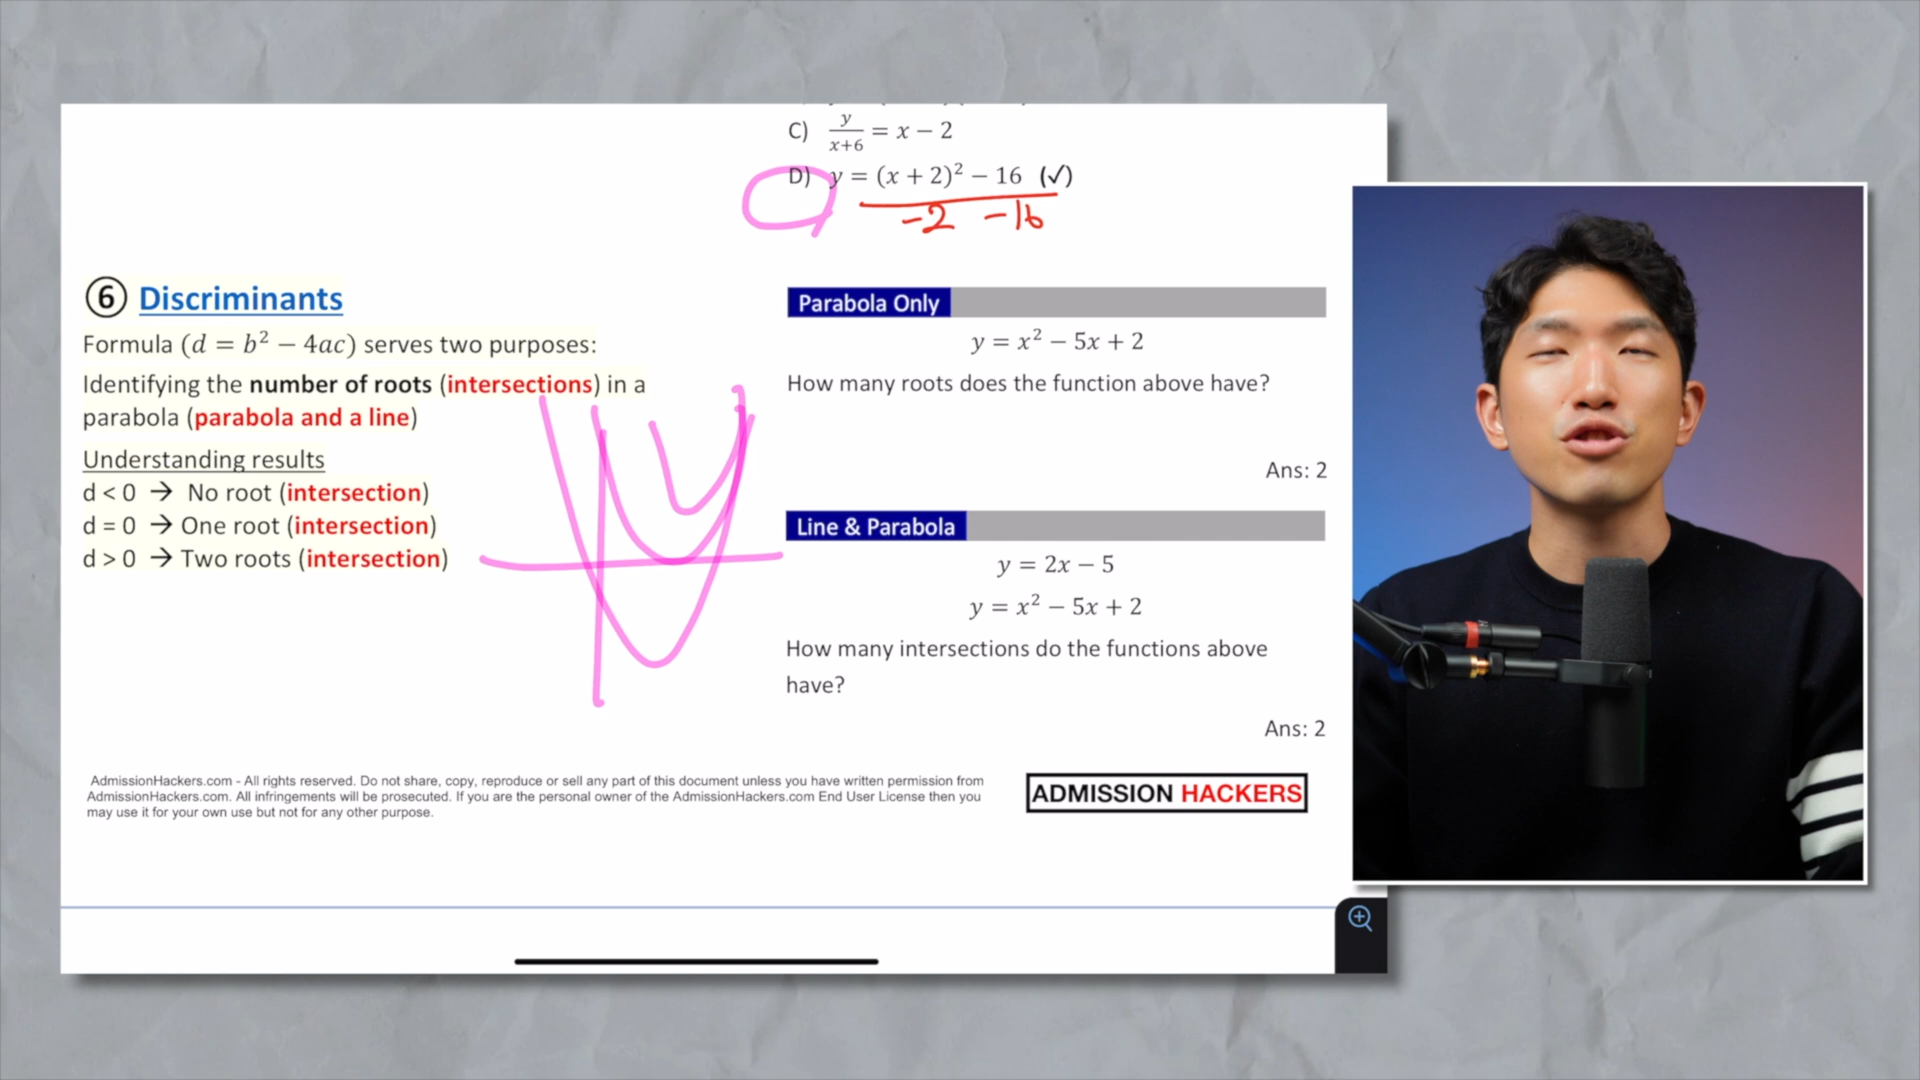 C) y/(x+6) = x − 2
D) y = (x + 2)² − 16 (✓)
−2 −16
⑥ Discriminants
Formula (d = b² − 4ac) serves two purposes:
Identifying the number of roots (intersections) in a
parabola (parabola and a line)
Understanding results
d < 0 → No root (intersection)
d = 0 → One root (intersection)
d > 0 → Two roots (intersection)
Parabola Only
y = x² − 5x + 2
How many roots does the function above have?
Ans: 2
Line & Parabola
y = 2x − 5
y = x² − 5x + 2
How many intersections do the functions above
have?
Ans: 2
AdmissionHackers.com - All rights reserved. Do not share, copy, reproduce or sell any part of this document unless you have written permission from
AdmissionHackers.com. All infringements will be prosecuted. If you are the personal owner of the AdmissionHackers.com End User License then you
may use it for your own use but not for any other purpose.
ADMISSION HACKERS